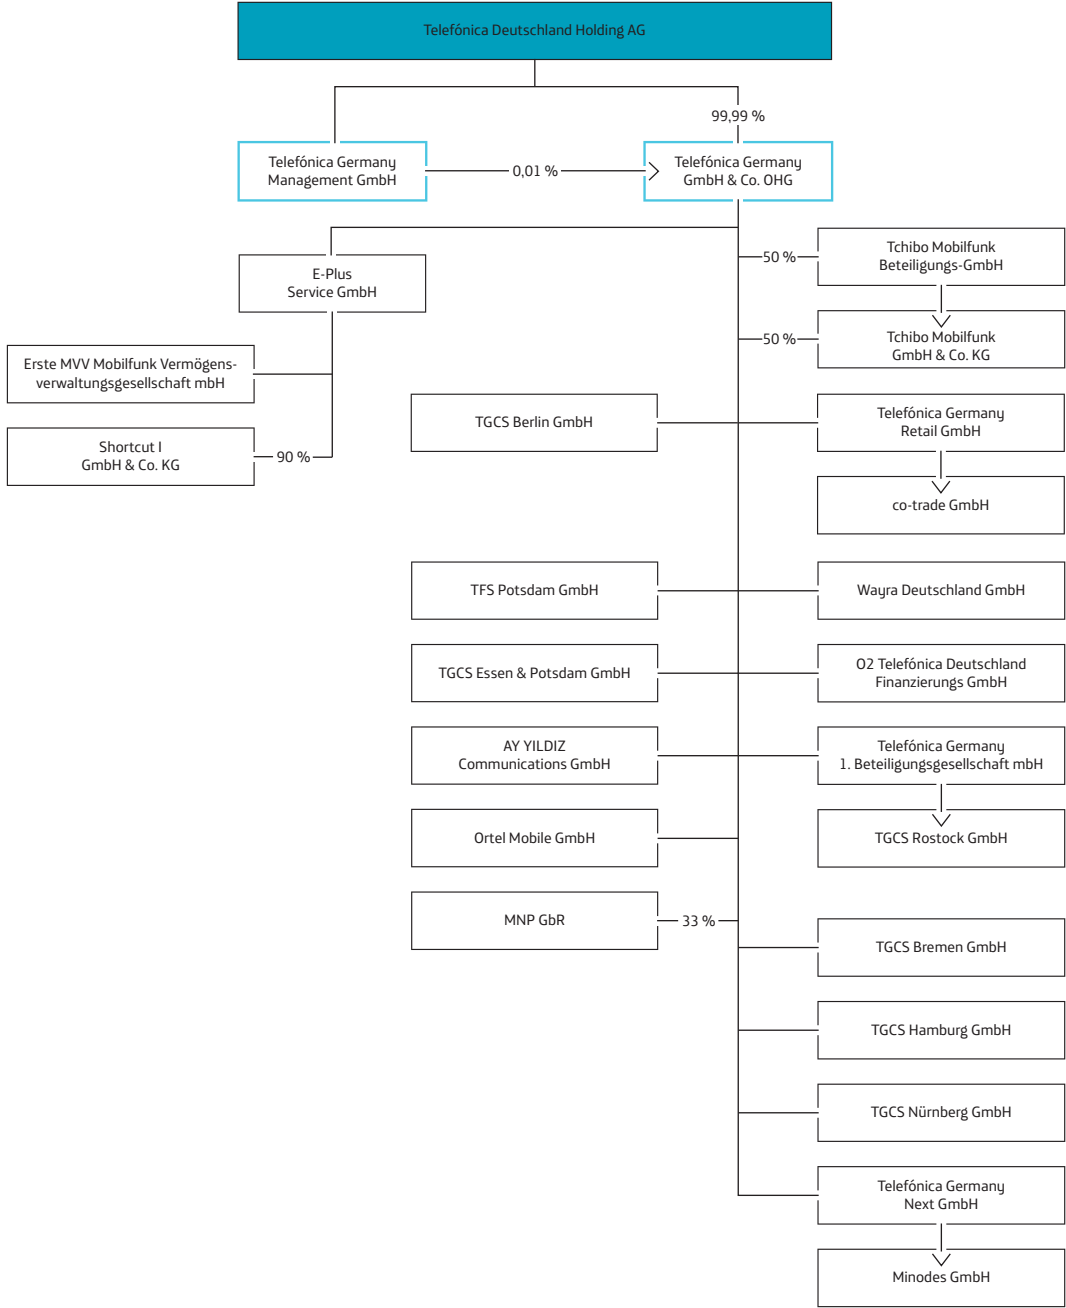 Telefónica Deutschland Holding AG
99,99 %
Telefónica Germany
Management GmbH
0,01 %
Telefónica Germany
GmbH & Co. OHG
E-Plus
Service GmbH
50 %
Tchibo Mobilfunk
Beteiligungs-GmbH
50 %
Tchibo Mobilfunk
GmbH & Co. KG
Erste MVV Mobilfunk Vermögens-
verwaltungsgesellschaft mbH
Shortcut I
GmbH & Co. KG
90 %
TGCS Berlin GmbH
Telefónica Germany
Retail GmbH
co-trade GmbH
TFS Potsdam GmbH
Wayra Deutschland GmbH
TGCS Essen & Potsdam GmbH
O2 Telefónica Deutschland
Finanzierungs GmbH
AY YILDIZ
Communications GmbH
Telefónica Germany
1. Beteiligungsgesellschaft mbH
Ortel Mobile GmbH
TGCS Rostock GmbH
MNP GbR
33 %
TGCS Bremen GmbH
TGCS Hamburg GmbH
TGCS Nürnberg GmbH
Telefónica Germany
Next GmbH
Minodes GmbH